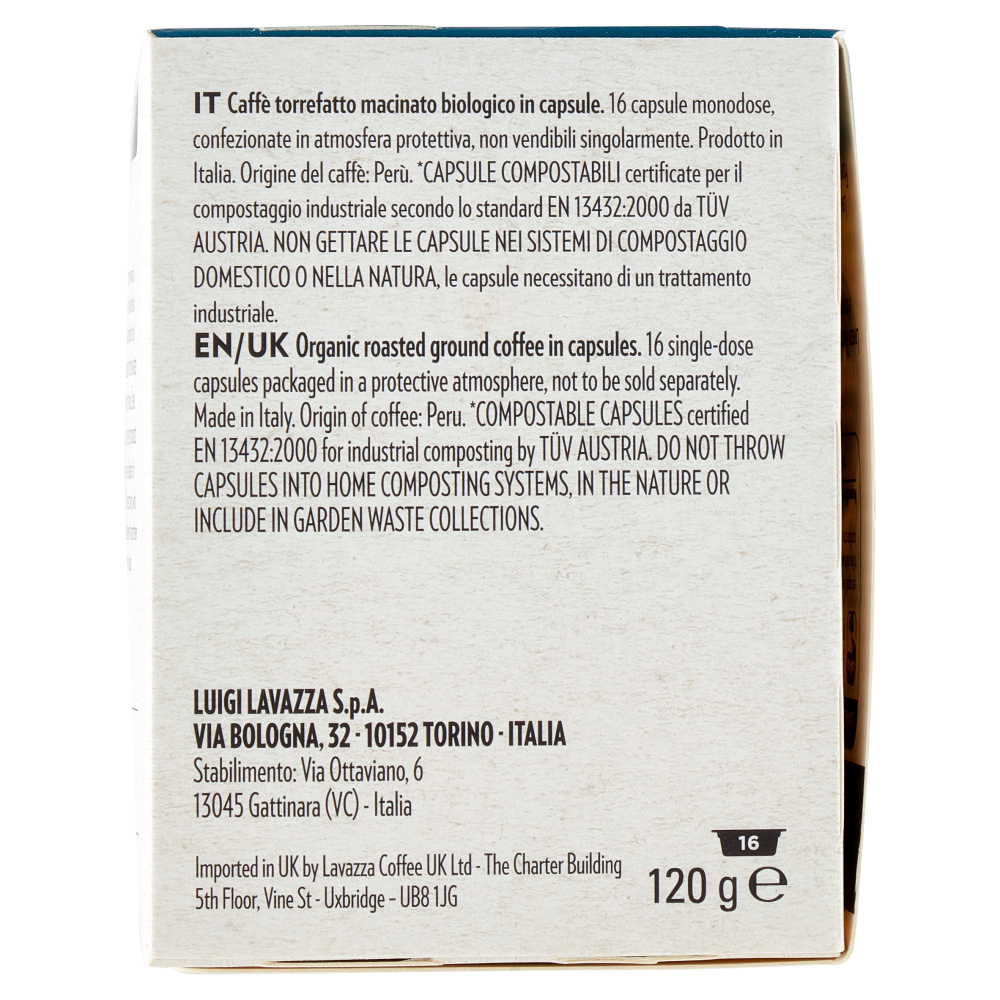 IT Caffè torrefatto macinato biologico in capsule. 16 capsule monodose,
confezionate in atmosfera protettiva, non vendibili singolarmente. Prodotto in
Italia. Origine del caffè: Perù. *CAPSULE COMPOSTABILI certificate per il
compostaggio industriale secondo lo standard EN 13432:2000 da TÜV
AUSTRIA. NON GETTARE LE CAPSULE NEI SISTEMI DI COMPOSTAGGIO
DOMESTICO O NELLA NATURA, le capsule necessitano di un trattamento
industriale.
EN/UK Organic roasted ground coffee in capsules. 16 single-dose
capsules packaged in a protective atmosphere, not to be sold separately.
Made in Italy. Origin of coffee: Peru. *COMPOSTABLE CAPSULES certified
EN 13432:2000 for industrial composting by TÜV AUSTRIA. DO NOT THROW
CAPSULES INTO HOME COMPOSTING SYSTEMS, IN THE NATURE OR
INCLUDE IN GARDEN WASTE COLLECTIONS.
LUIGI LAVAZZA S.p.A.
VIA BOLOGNA, 32 - 10152 TORINO - ITALIA
Stabilimento: Via Ottaviano, 6
13045 Gattinara (VC) - Italia
Imported in UK by Lavazza Coffee UK Ltd - The Charter Building
5th Floor, Vine St - Uxbridge - UB8 1JG
16
120 g ℮